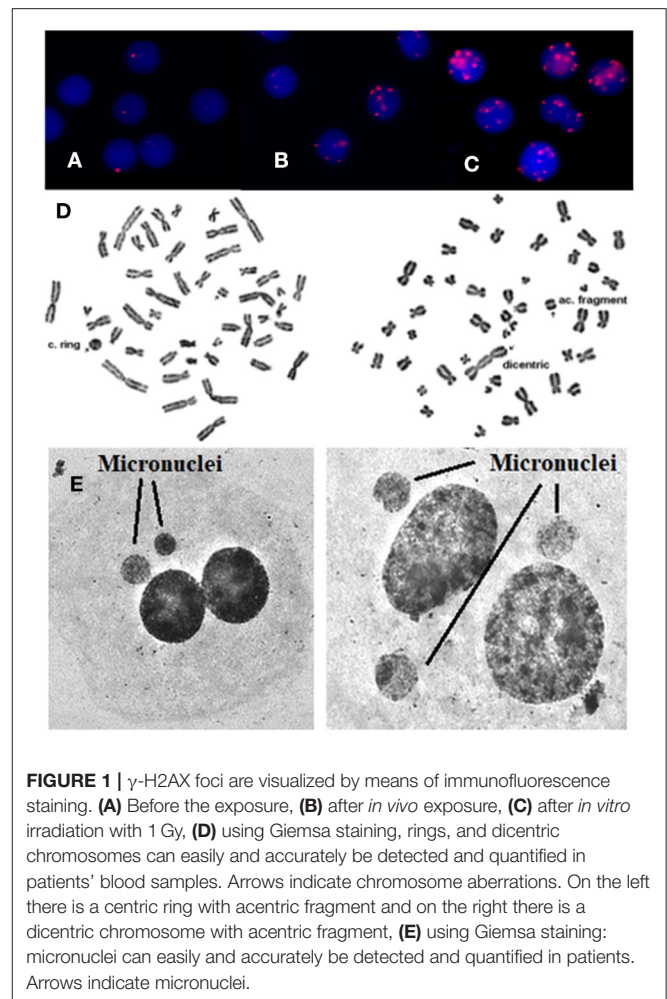 A
B
C
D
c. ring
ac. fragment
dicentric
E
Micronuclei
Micronuclei
FIGURE 1 | γ-H2AX foci are visualized by means of immunofluorescence
staining. (A) Before the exposure, (B) after in vivo exposure, (C) after in vitro
irradiation with 1 Gy, (D) using Giemsa staining, rings, and dicentric
chromosomes can easily and accurately be detected and quantified in
patients' blood samples. Arrows indicate chromosome aberrations. On the left
there is a centric ring with acentric fragment and on the right there is a
dicentric chromosome with acentric fragment, (E) using Giemsa staining:
micronuclei can easily and accurately be detected and quantified in patients.
Arrows indicate micronuclei.